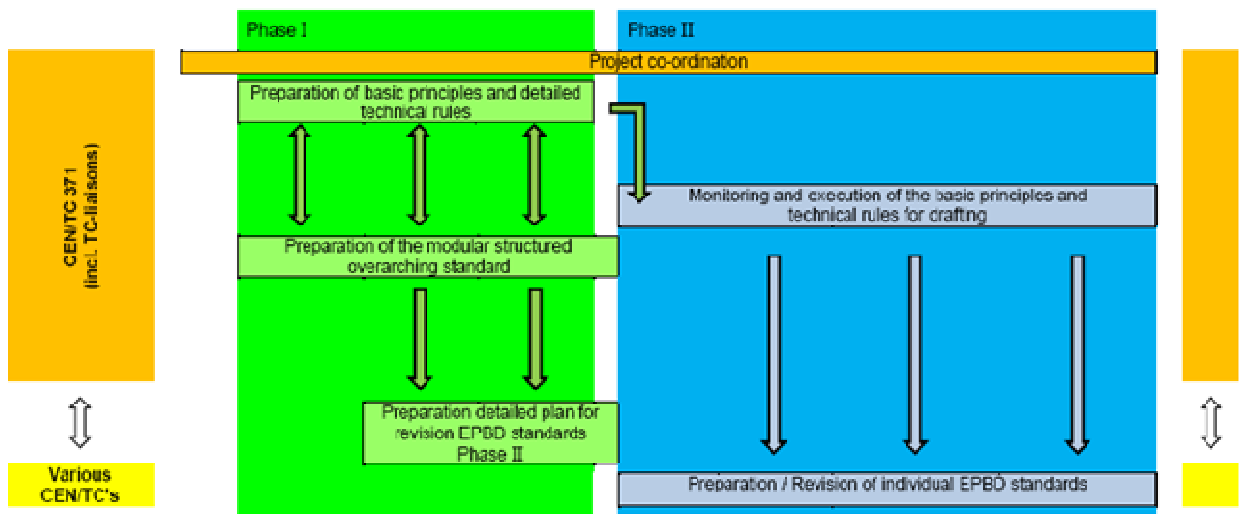 Phase I
Phase II
Project co-ordination
Preparation of basic principles and detailed
technical rules
Monitoring and execution of the basic principles and
technical rules for drafting
CEN/TC 371
(incl. TC-liaisons)
Preparation of the modular structured
overarching standard
Preparation detailed plan for
revision EPBD standards
Phase II
Various
CEN/TC's
Preparation / Revision of individual EPBD standards